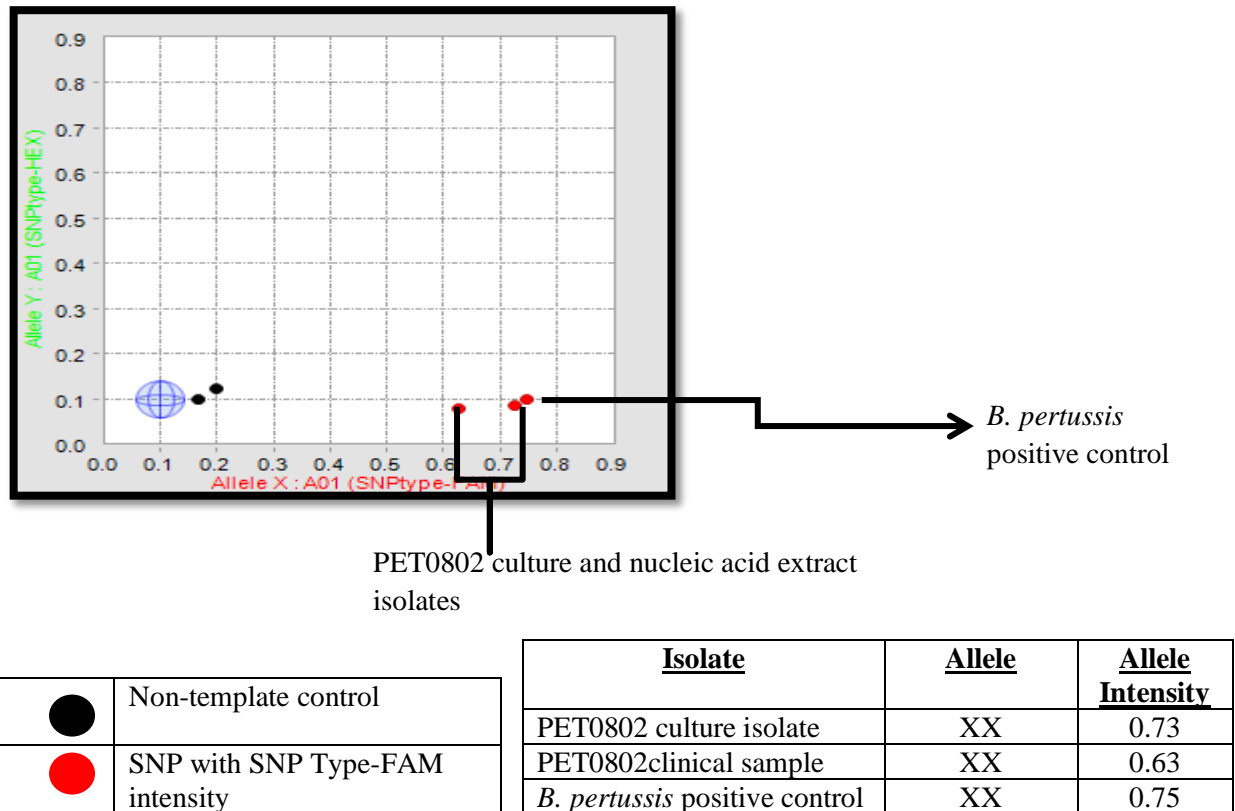 0.9
0.8
0.7
0.6
0.5
0.4
0.3
0.2
0.1
0.0
Allele Y : A01 (SNPtype-HEX)
0.0 0.1 0.2 0.3 0.4 0.5 0.6 0.7 0.8 0.9
Allele X : A01 (SNPtype-FAM)
B. pertussis
positive control
PET0802 culture and nucleic acid extract
isolates
Non-template control
SNP with SNP Type-FAM
intensity
Isolate Allele Allele
Intensity
PET0802 culture isolate XX 0.73
PET0802clinical sample XX 0.63
B. pertussis positive control XX 0.75